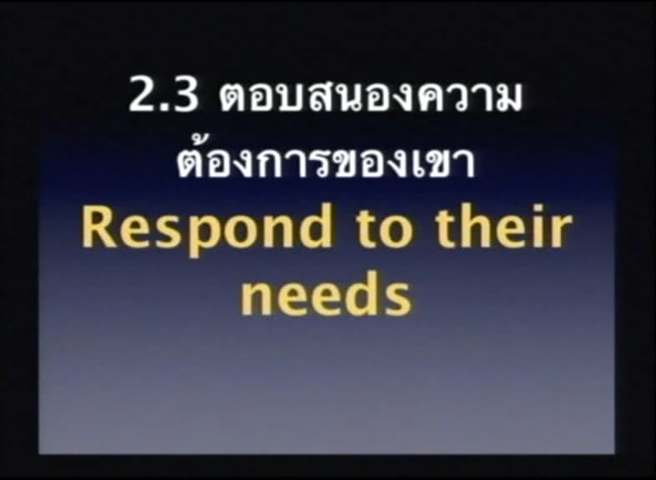 2.3 ตอบสนองความ
ต้องการของเขา
Respond to their
needs